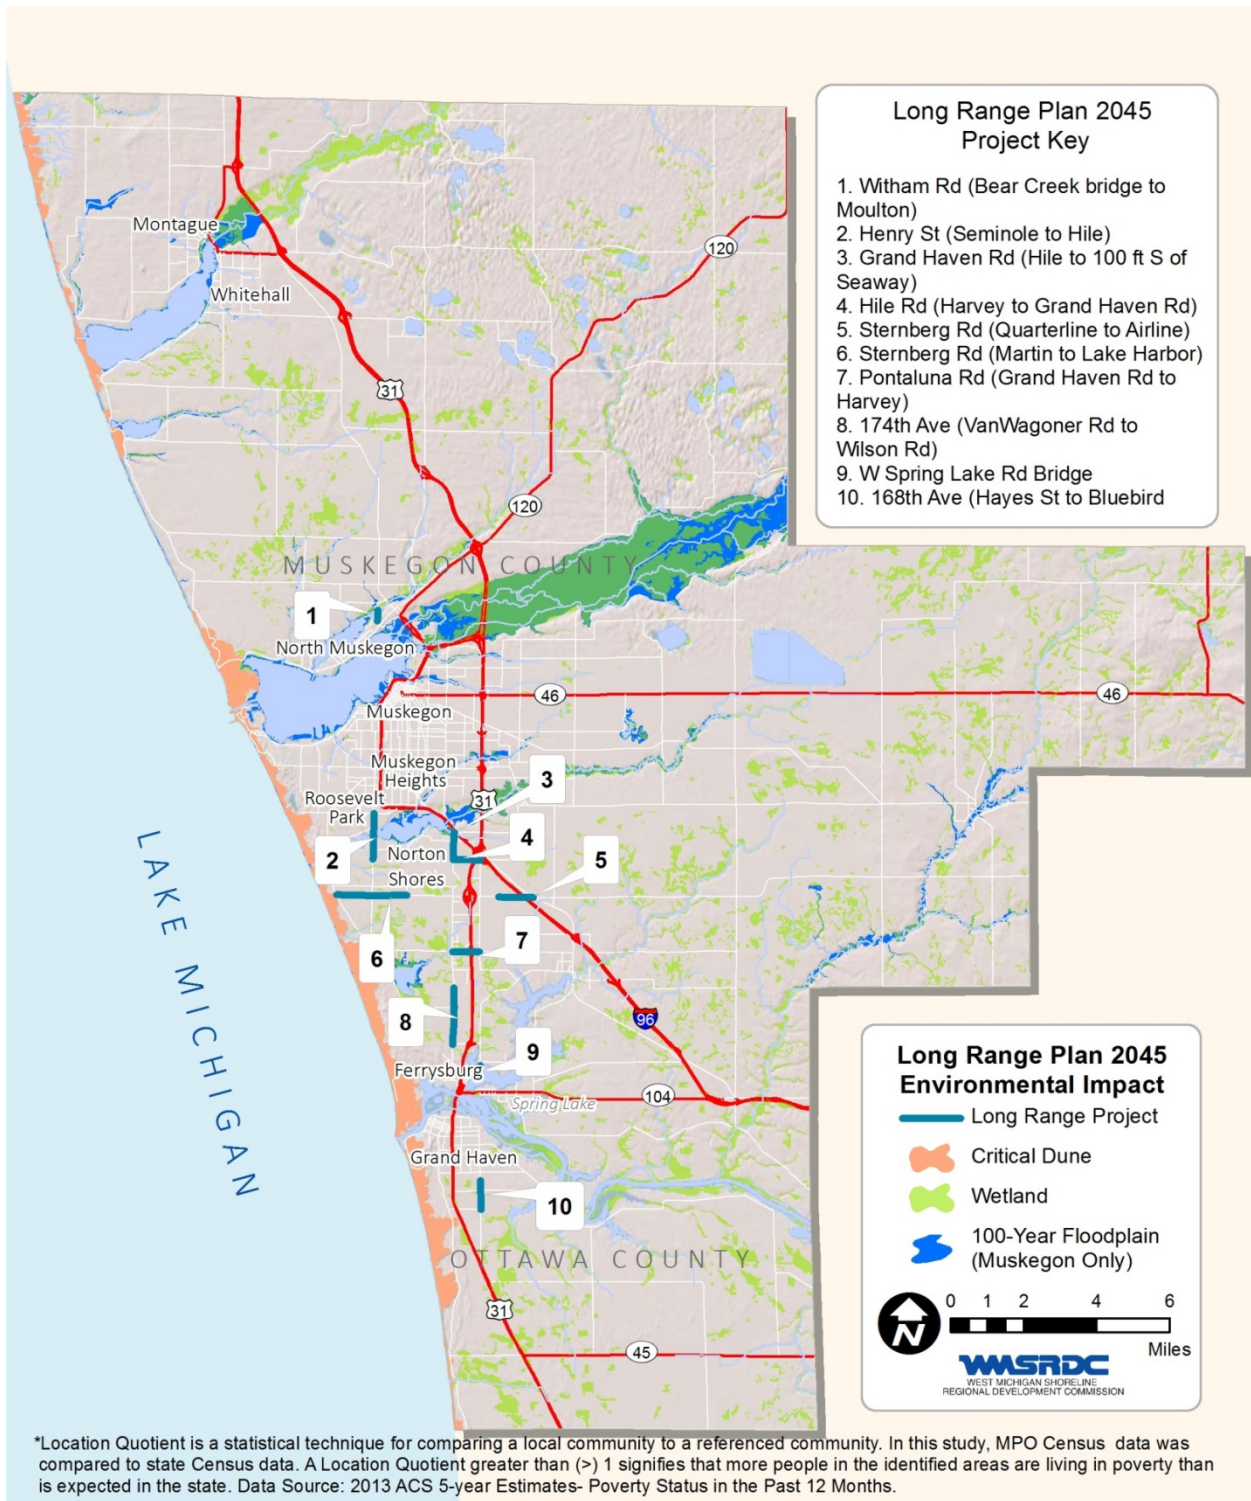 Long Range Plan 2045
Project Key
1. Witham Rd (Bear Creek bridge to
Moulton)
2. Henry St (Seminole to Hile)
3. Grand Haven Rd (Hile to 100 ft S of
Seaway)
4. Hile Rd (Harvey to Grand Haven Rd)
5. Sternberg Rd (Quarterline to Airline)
6. Sternberg Rd (Martin to Lake Harbor)
7. Pontaluna Rd (Grand Haven Rd to
Harvey)
8. 174th Ave (VanWagoner Rd to
Wilson Rd)
9. W Spring Lake Rd Bridge
10. 168th Ave (Hayes St to Bluebird
Montague
120
Whitehall
31
120
MUSKEGON COUNTY
1
North Muskegon
46
46
Muskegon
Muskegon
Heights
3
Roosevelt
Park
31
2
4
Norton
Shores
5
6
7
LAKE MICHIGAN
8
96
9
Ferrysburg
Spring Lake
104
Grand Haven
10
OTTAWA COUNTY
31
45
Long Range Plan 2045
Environmental Impact
Long Range Project
Critical Dune
Wetland
100-Year Floodplain
(Muskegon Only)
N
0 1 2 4 6
Miles
WMSRDC
WEST MICHIGAN SHORELINE
REGIONAL DEVELOPMENT COMMISSION
*Location Quotient is a statistical technique for comparing a local community to a referenced community. In this study, MPO Census data was
compared to state Census data. A Location Quotient greater than (>) 1 signifies that more people in the identified areas are living in poverty than
is expected in the state. Data Source: 2013 ACS 5-year Estimates- Poverty Status in the Past 12 Months.